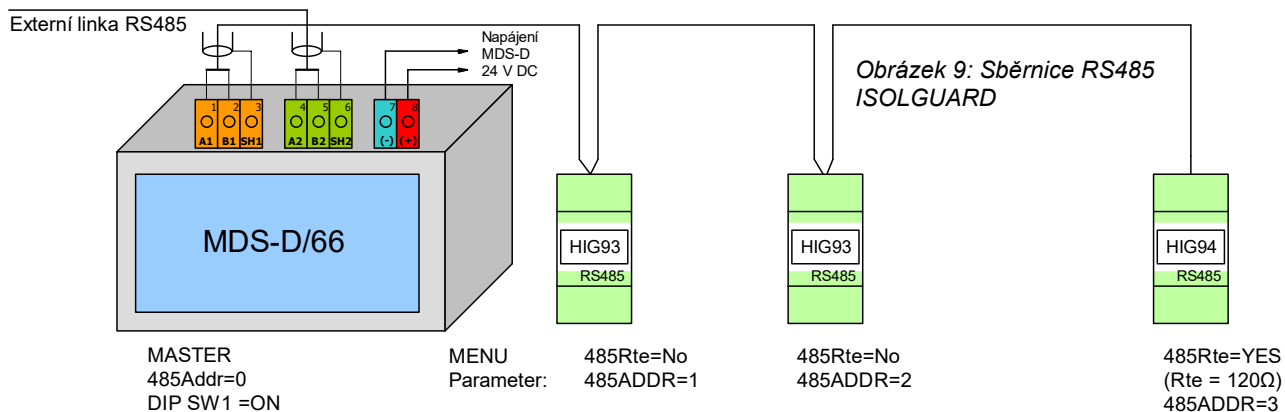 Externí linka RS485
Napájení
MDS-D
24 V DC
Obrázek 9: Sběrnice RS485
ISOLGUARD
1 2 3 4 5 6 7 8
A1 B1 SH1 A2 B2 SH2 (-) (+)
MDS-D/66
HIG93
RS485
HIG93
RS485
HIG94
RS485
MASTER
485Addr=0
DIP SW1 =ON
MENU
Parameter:
485Rte=No
485ADDR=1
485Rte=No
485ADDR=2
485Rte=YES
(Rte = 120Ω)
485ADDR=3